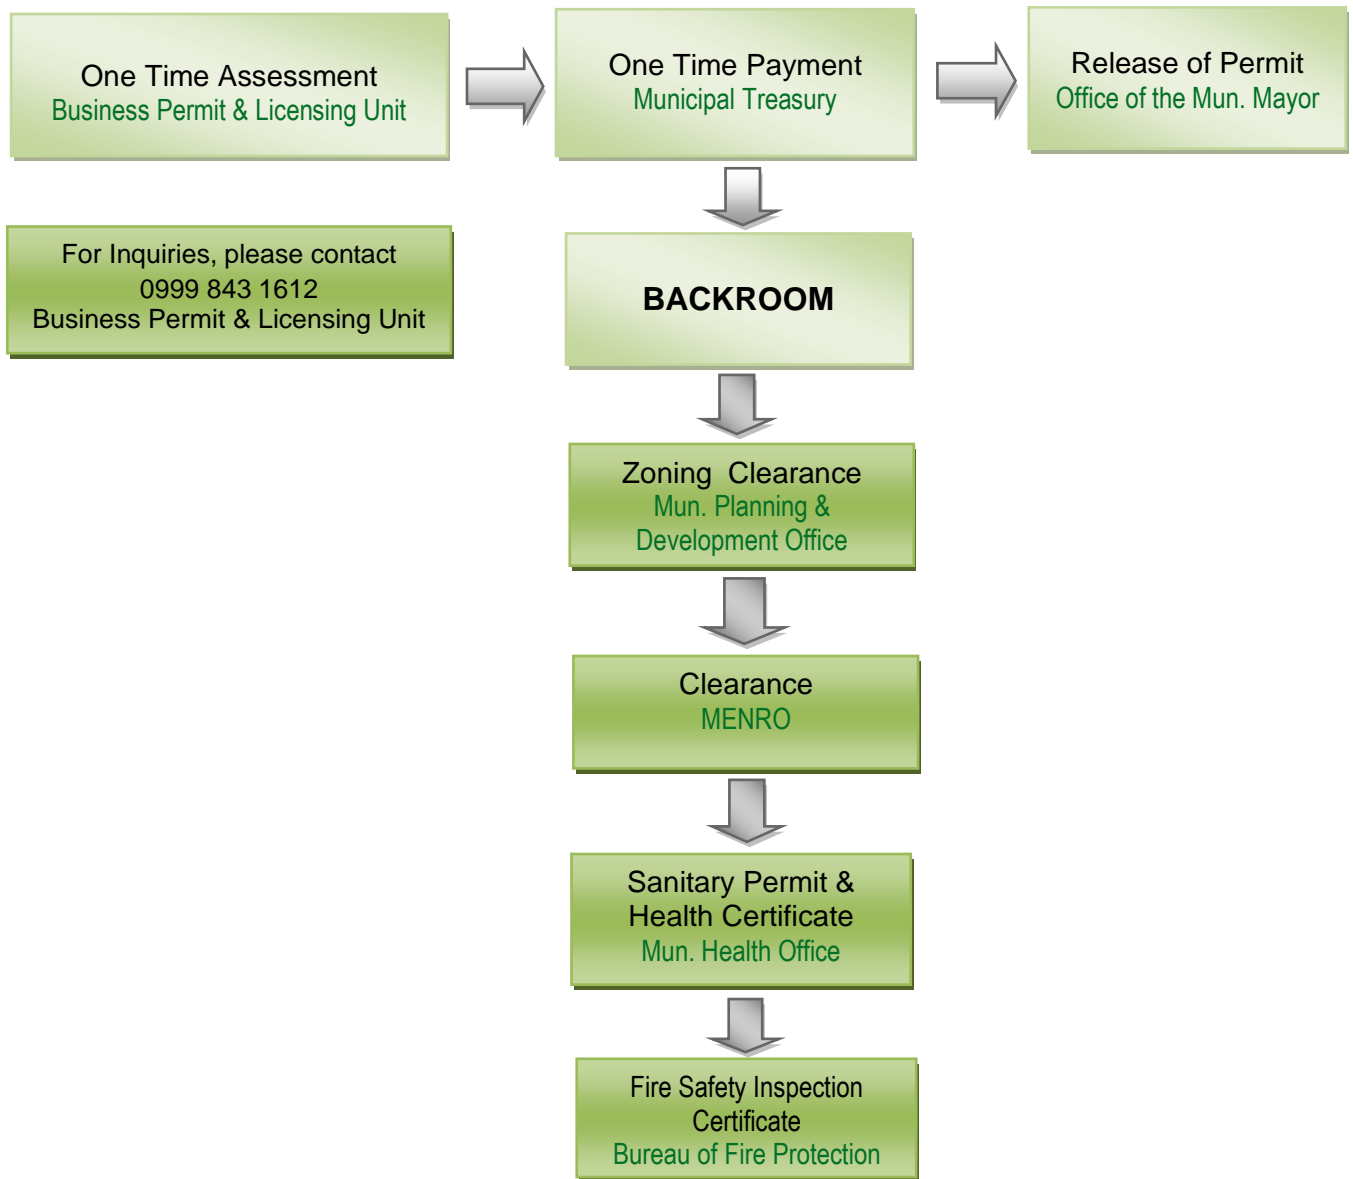 One Time Assessment
Business Permit & Licensing Unit
One Time Payment
Municipal Treasury
Release of Permit
Office of the Mun. Mayor
For Inquiries, please contact
0999 843 1612
Business Permit & Licensing Unit
BACKROOM
Zoning Clearance
Mun. Planning &
Development Office
Clearance
MENRO
Sanitary Permit &
Health Certificate
Mun. Health Office
Fire Safety Inspection
Certificate
Bureau of Fire Protection